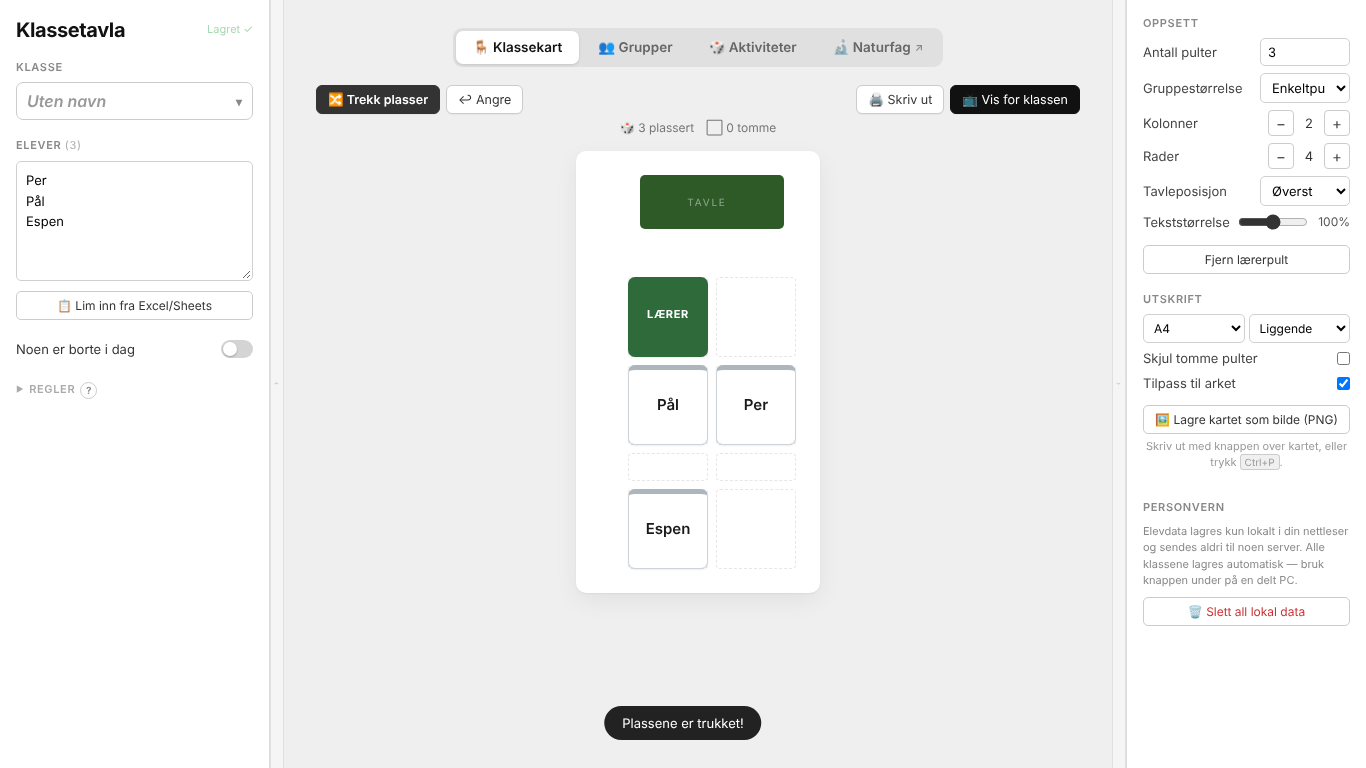 Klassetavla
Lagret ✓
KLASSE
Uten navn
ELEVER (3)
Per
Pål
Espen
📋 Lim inn fra Excel/Sheets
Noen er borte i dag
REGLER ?
🪑 Klassekart
👥 Grupper
🎲 Aktiviteter
🔬 Naturfag ↗
🔀 Trekk plasser
↩ Angre
🖨️ Skriv ut
📺 Vis for klassen
🎲 3 plassert
0 tomme
TAVLE
LÆRER
Pål
Per
Espen
Plassene er trukket!
OPPSETT
Antall pulter 3
Gruppestørrelse Enkeltpu
Kolonner − 2 +
Rader − 4 +
Tavleposisjon Øverst
Tekststørrelse 100%
Fjern lærerpult
UTSKRIFT
A4 Liggende
Skjul tomme pulter
Tilpass til arket
🖼️ Lagre kartet som bilde (PNG)
Skriv ut med knappen over kartet, eller
trykk Ctrl+P.
PERSONVERN
Elevdata lagres kun lokalt i din nettleser
og sendes aldri til noen server. Alle
klassene lagres automatisk — bruk
knappen under på en delt PC.
🗑️ Slett all lokal data